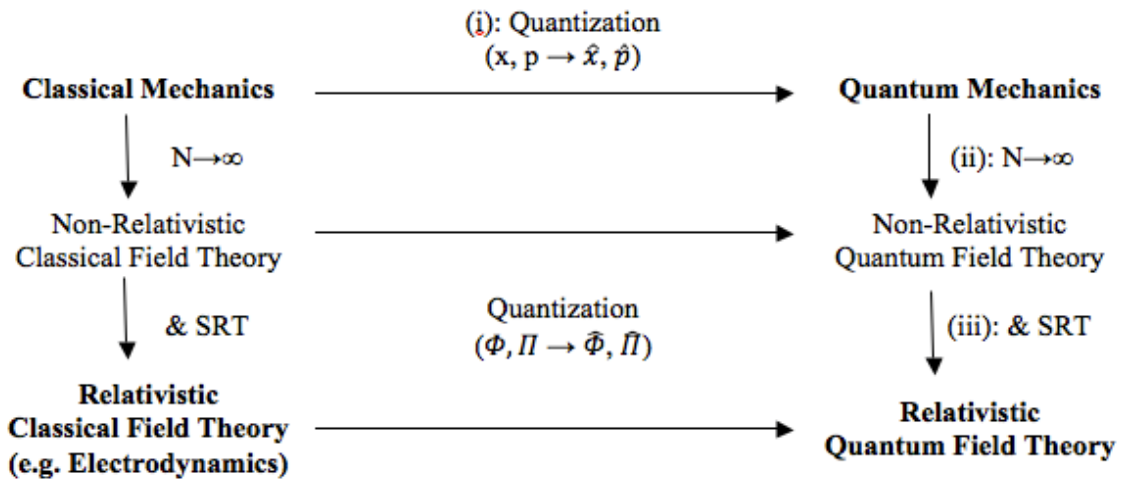 (i): Quantization
(x, p → x̂, p̂)
Classical Mechanics
Quantum Mechanics
N→∞
(ii): N→∞
Non-Relativistic
Classical Field Theory
Non-Relativistic
Quantum Field Theory
& SRT
Quantization
(Φ, Π → Φ̂, Π̂)
(iii): & SRT
Relativistic
Classical Field Theory
(e.g. Electrodynamics)
Relativistic
Quantum Field Theory